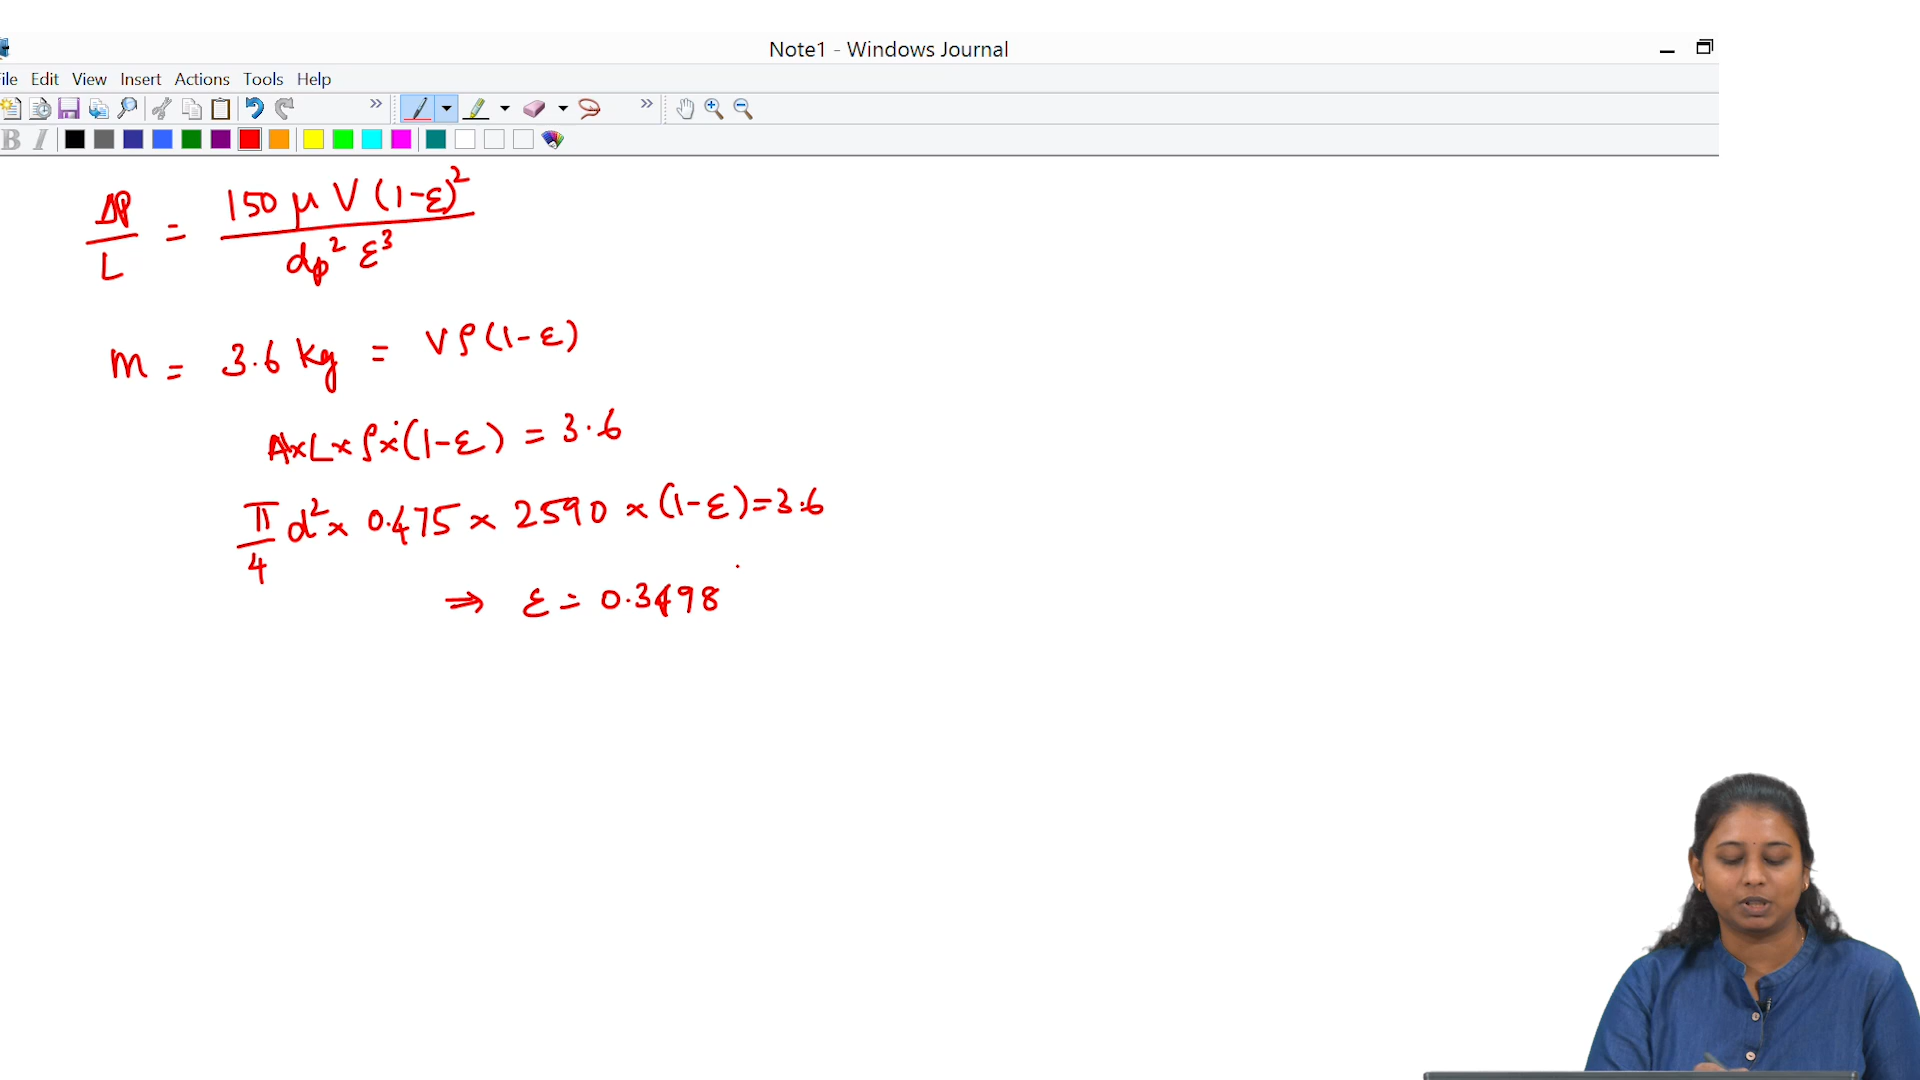 Note1 - Windows Journal
ile Edit View Insert Actions Tools Help
B I
ΔP/L = 150 μ V (1-ε)² / dp² ε³
m = 3.6 kg = Vρ(1-ε)
A×L×ρ×(1-ε) = 3.6
π/4 d² × 0.475 × 2590 × (1-ε) = 3.6
⇒ ε = 0.3498